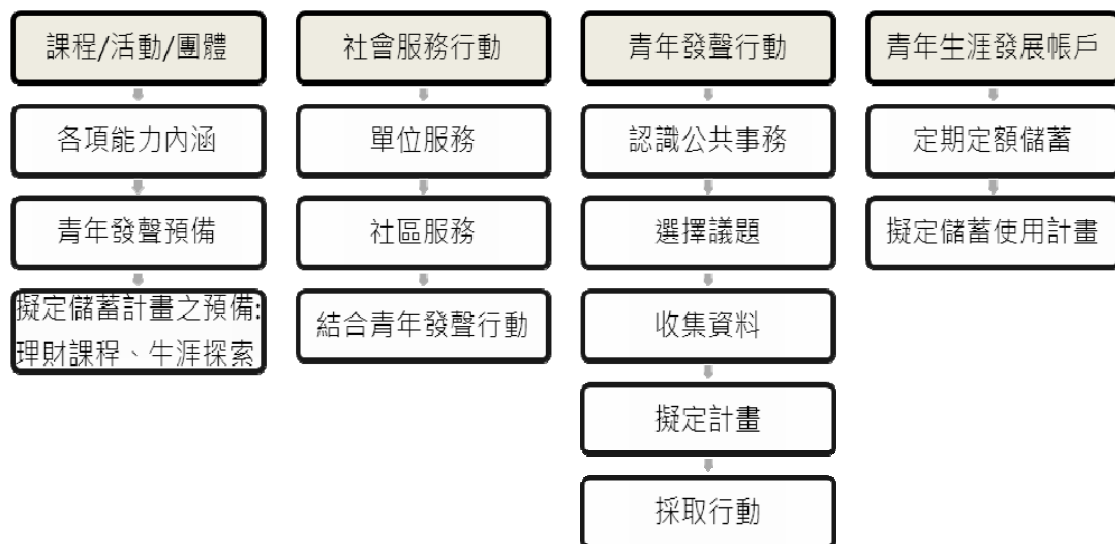 課程/活動/團體
各項能力內涵
青年發聲預備
擬定儲蓄計畫之預備:
理財課程、生涯探索
社會服務行動
單位服務
社區服務
結合青年發聲行動
青年發聲行動
認識公共事務
選擇議題
收集資料
擬定計畫
採取行動
青年生涯發展帳戶
定期定額儲蓄
擬定儲蓄使用計畫